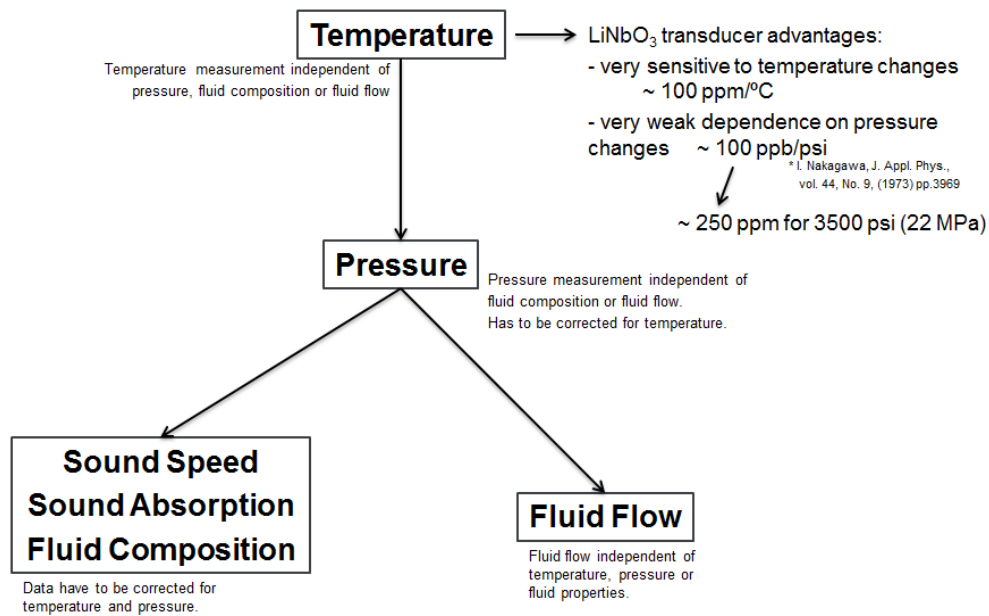 Temperature
Temperature measurement independent of
pressure, fluid composition or fluid flow
LiNbO₃ transducer advantages:
- very sensitive to temperature changes
~ 100 ppm/ºC
- very weak dependence on pressure
changes ~ 100 ppb/psi
* I. Nakagawa, J. Appl. Phys.,
vol. 44, No. 9, (1973) pp.3969
~ 250 ppm for 3500 psi (22 MPa)
Pressure
Pressure measurement independent of
fluid composition or fluid flow.
Has to be corrected for temperature.
Sound Speed
Sound Absorption
Fluid Composition
Data have to be corrected for
temperature and pressure.
Fluid Flow
Fluid flow independent of
temperature, pressure or
fluid properties.